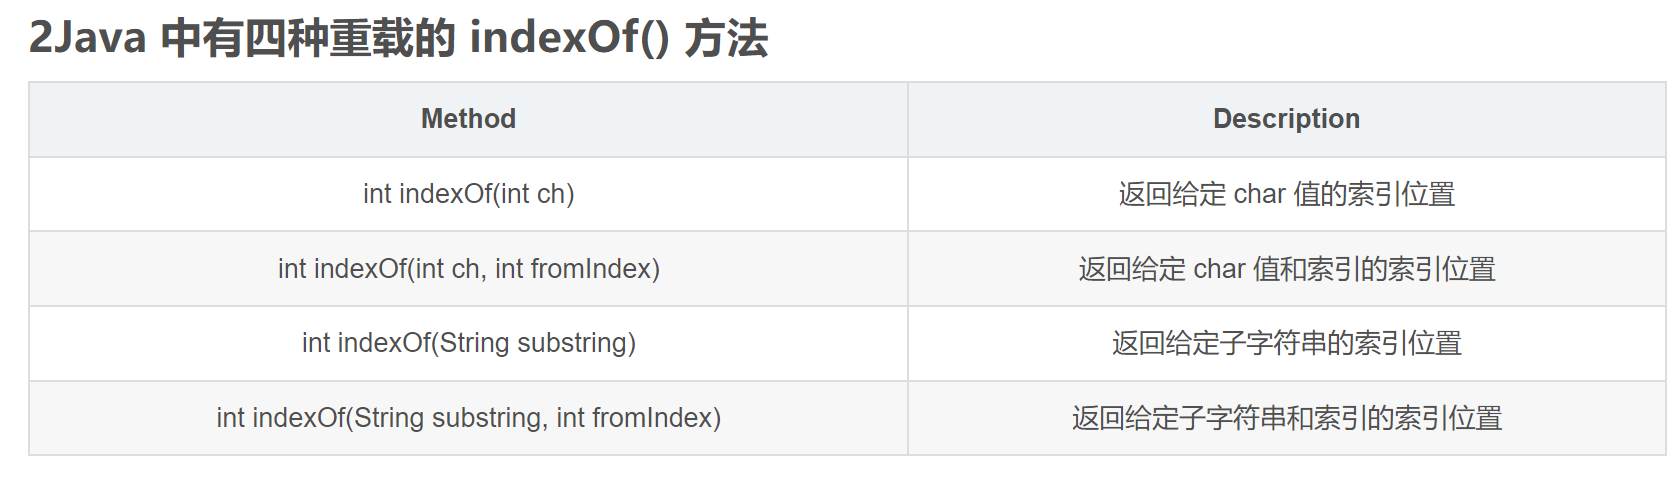 2Java 中有四种重载的 indexOf() 方法
Method Description
int indexOf(int ch) 返回给定 char 值的索引位置
int indexOf(int ch, int fromIndex) 返回给定 char 值和索引的索引位置
int indexOf(String substring) 返回给定子字符串的索引位置
int indexOf(String substring, int fromIndex) 返回给定子字符串和索引的索引位置